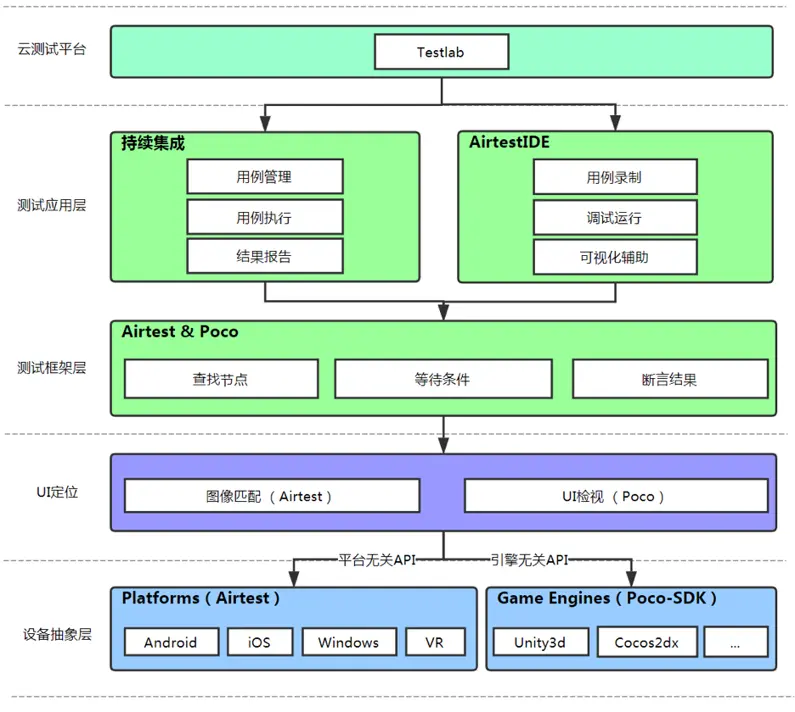 云测试平台
Testlab
测试应用层
持续集成
用例管理
用例执行
结果报告
AirtestIDE
用例录制
调试运行
可视化辅助
测试框架层
Airtest & Poco
查找节点
等待条件
断言结果
UI定位
图像匹配（Airtest）
UI检视（Poco）
平台无关API
引擎无关API
设备抽象层
Platforms（Airtest）
Android
iOS
Windows
VR
Game Engines（Poco-SDK）
Unity3d
Cocos2dx
...